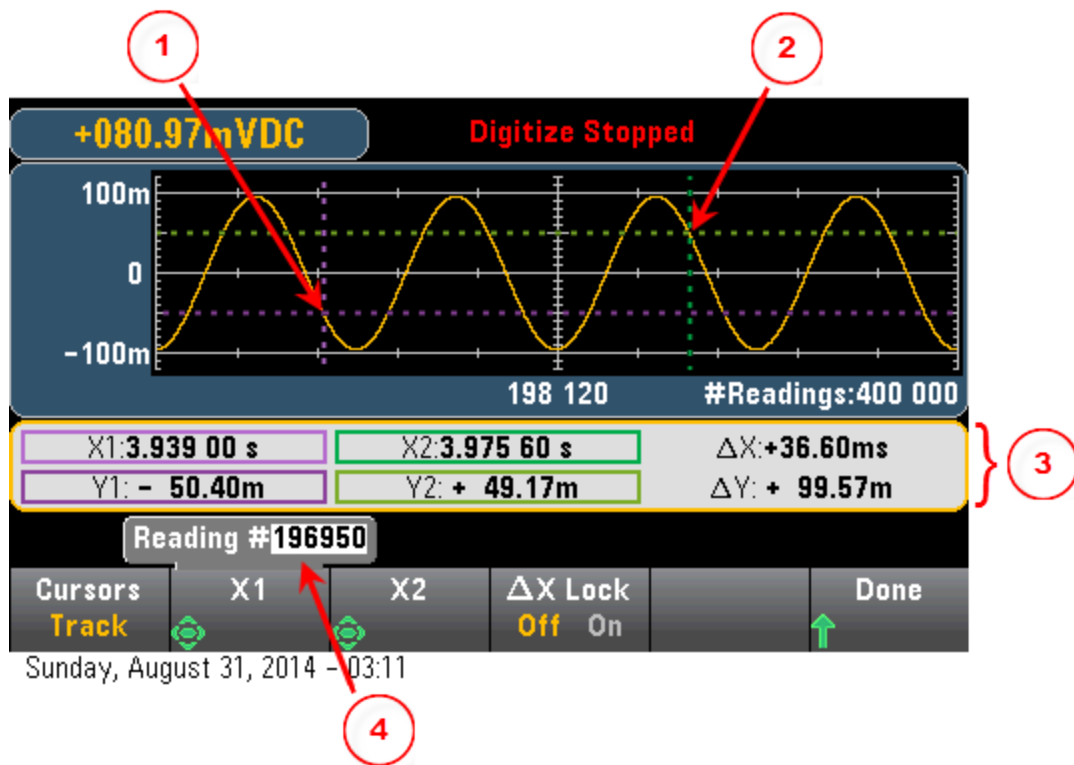 1 2
+080.97mVDC Digitize Stopped
100m
0
-100m
198 120 #Readings:400 000
X1:3.939 00 s X2:3.975 60 s ΔX:+36.60ms
Y1: - 50.40m Y2: + 49.17m ΔY: + 99.57m
3
Reading #196950
Cursors X1 X2 ΔX Lock Done
Track Off On
Sunday, August 31, 2014 - 03:11
4